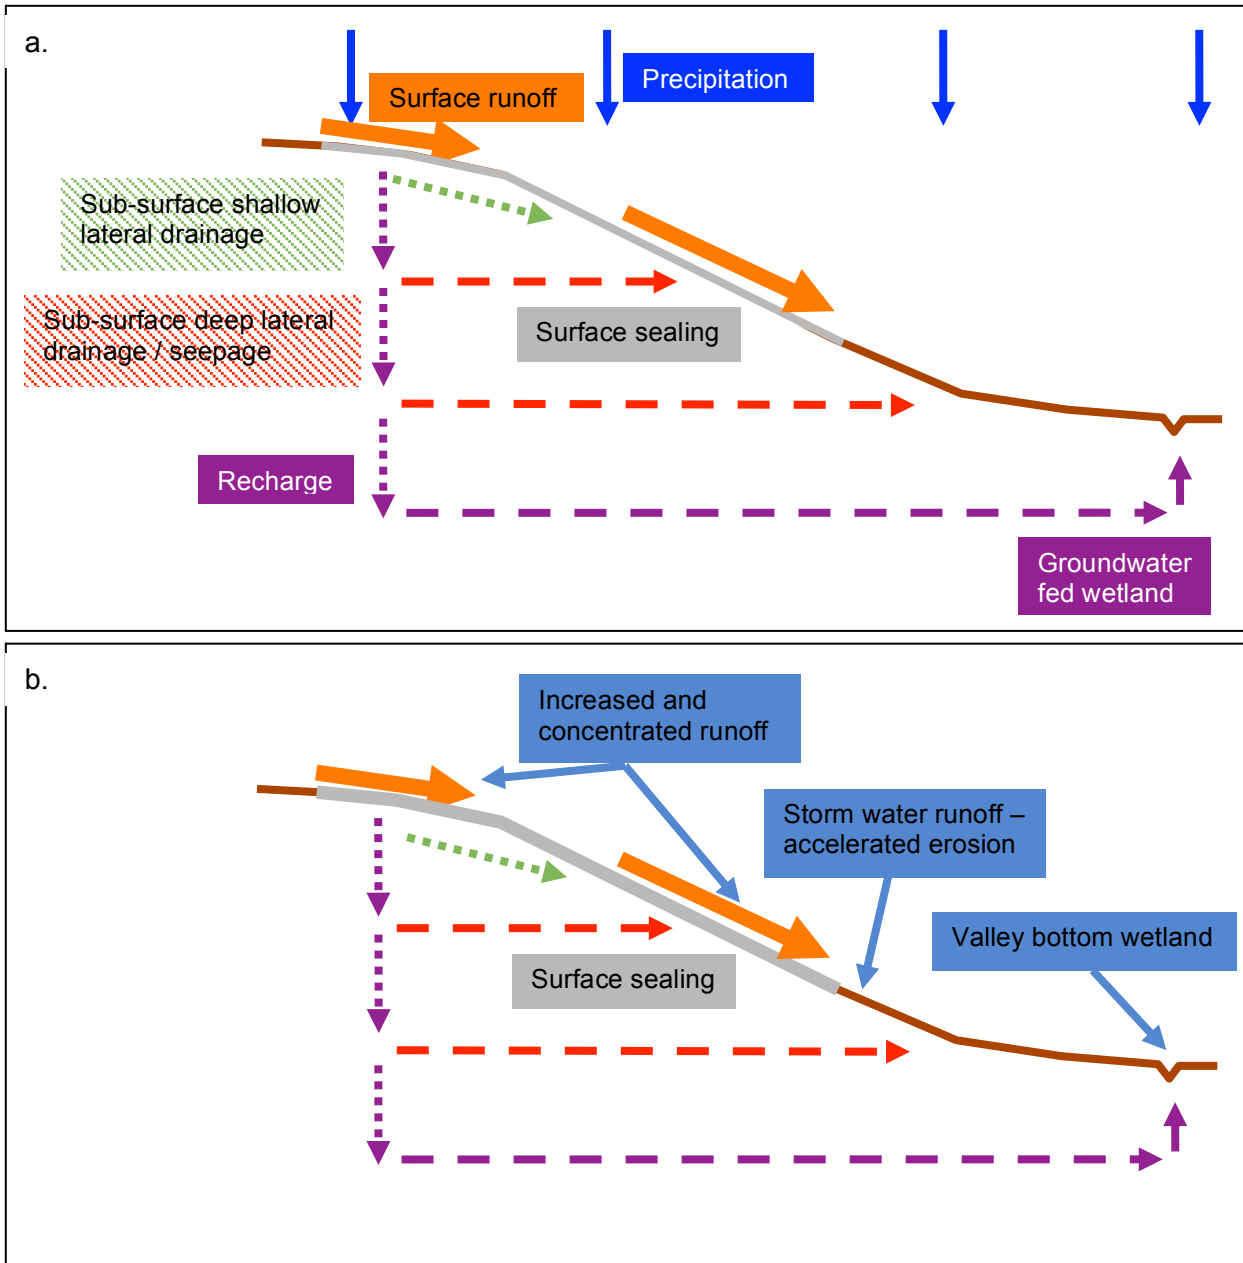 a.
Precipitation
Surface runoff
Sub-surface shallow
lateral drainage
Sub-surface deep lateral
drainage / seepage
Surface sealing
Recharge
Groundwater
fed wetland
b.
Increased and
concentrated runoff
Storm water runoff –
accelerated erosion
Valley bottom wetland
Surface sealing